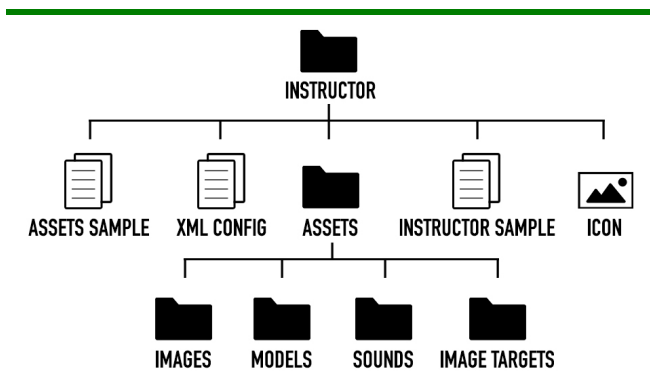 INSTRUCTOR
ASSETS SAMPLE
XML CONFIG
ASSETS
INSTRUCTOR SAMPLE
ICON
IMAGES
MODELS
SOUNDS
IMAGE TARGETS